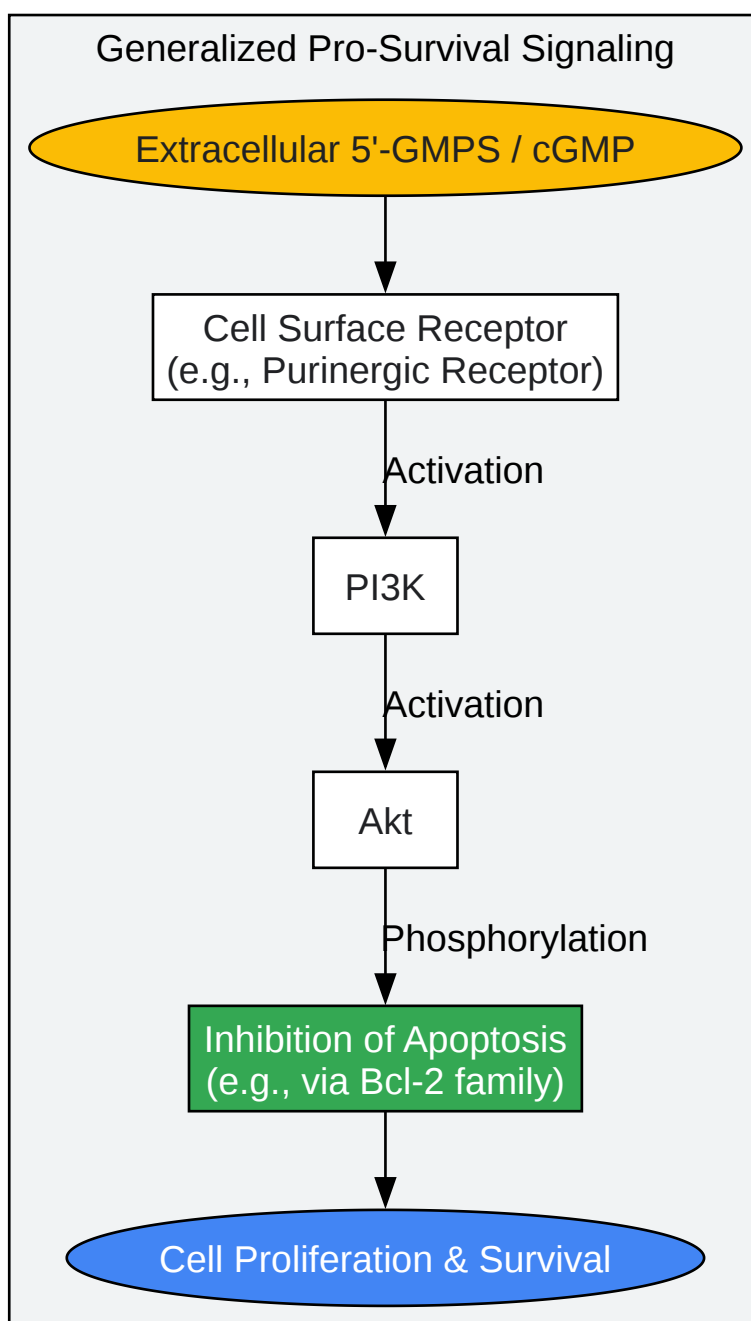 Generalized Pro-Survival Signaling
Extracellular 5'-GMPS / cGMP
Cell Surface Receptor
(e.g., Purinergic Receptor)
Activation
PI3K
Activation
Akt
Phosphorylation
Inhibition of Apoptosis
(e.g., via Bcl-2 family)
Cell Proliferation & Survival